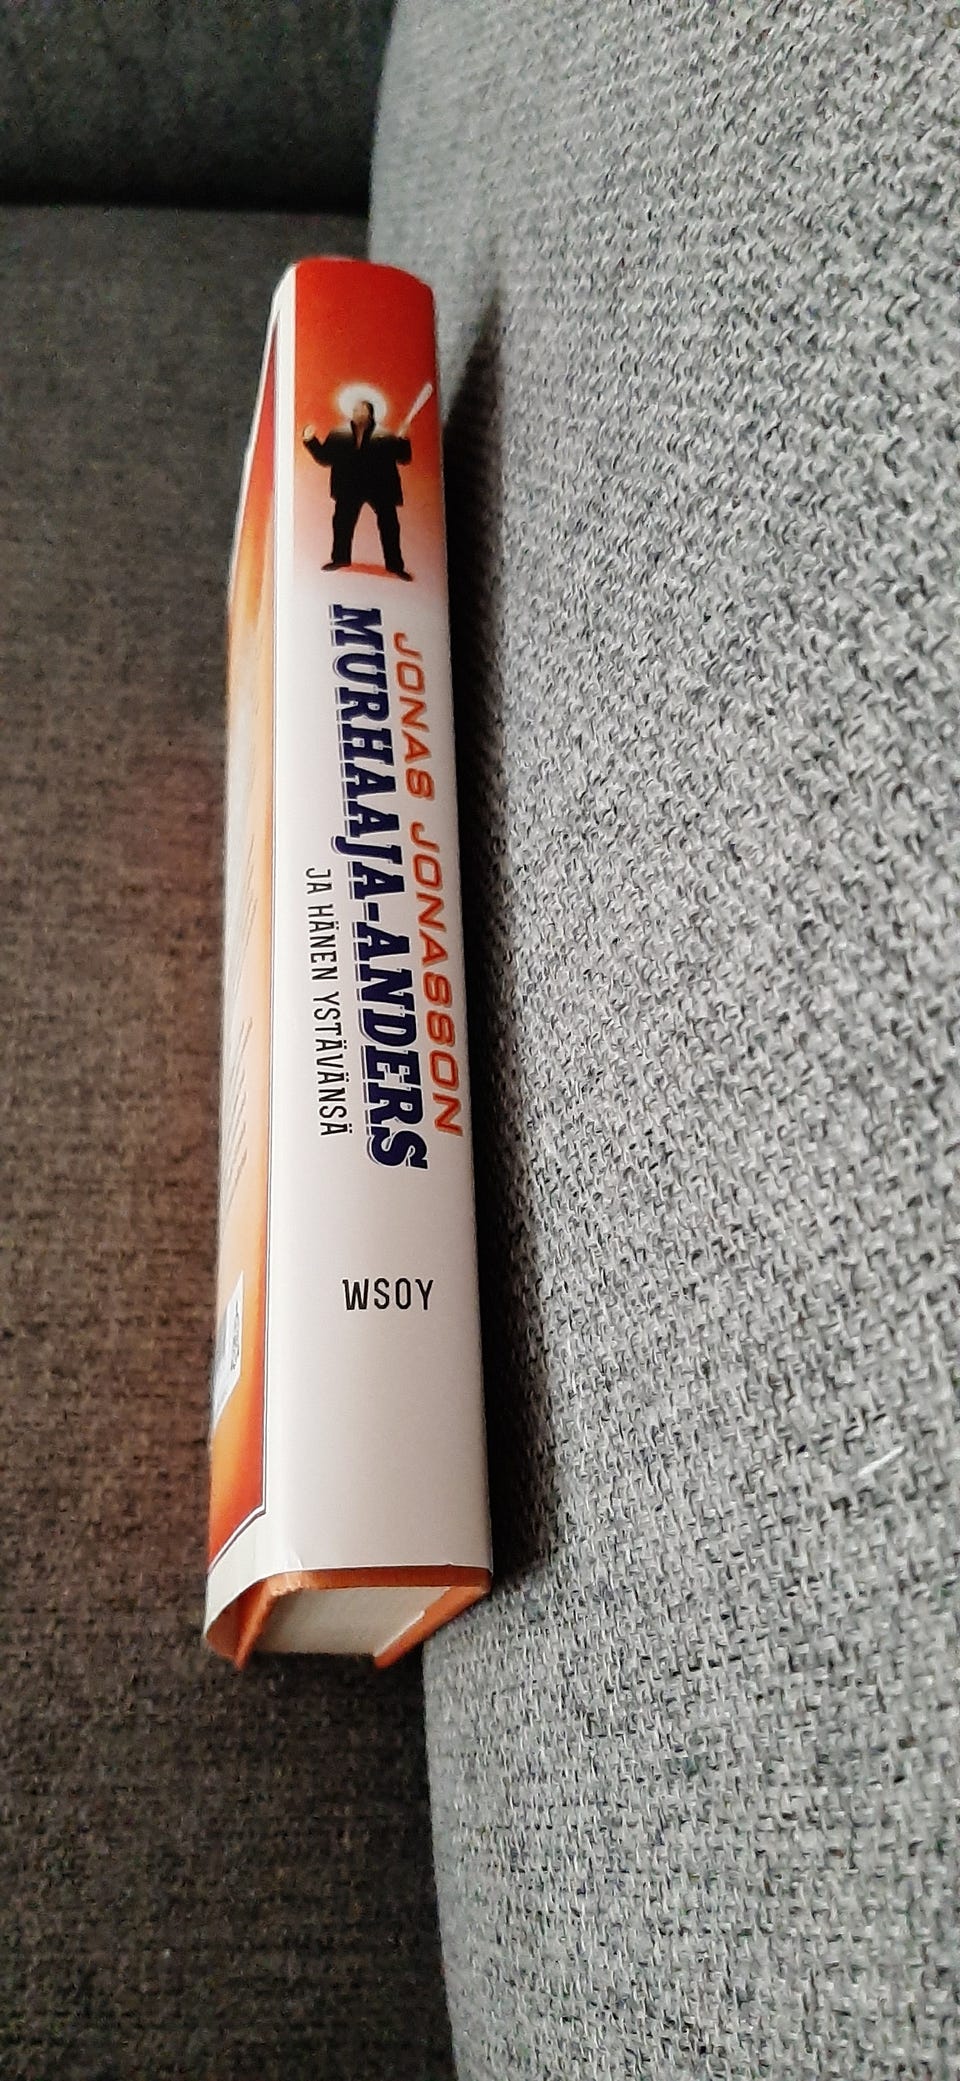 JONAS JONASSON
MURHAAJA-ANDERS
JA HÄNEN YSTÄVÄNSÄ
WSOY